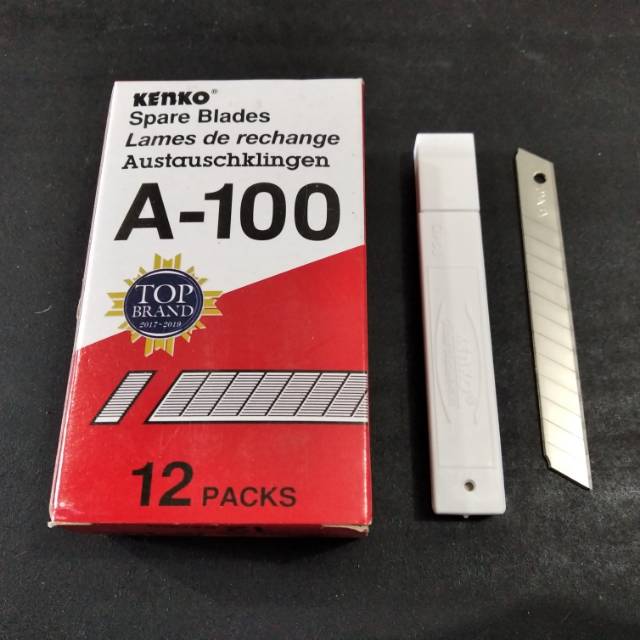 KENKO®
Spare Blades
Lames de rechange
Austauschklingen
A-100
TOP
BRAND
2017-2019
12 PACKS